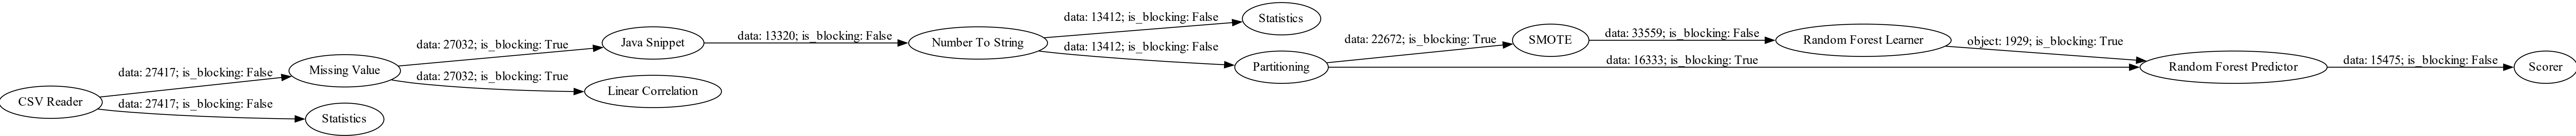 CSV Reader
data: 27417; is_blocking: False
data: 27417; is_blocking: False
Missing Value
Statistics
data: 27032; is_blocking: True
data: 27032; is_blocking: True
Java Snippet
Linear Correlation
data: 13320; is_blocking: False
Number To String
data: 13412; is_blocking: False
data: 13412; is_blocking: False
Statistics
Partitioning
data: 22672; is_blocking: True
SMOTE
data: 33559; is_blocking: False
data: 16333; is_blocking: True
Random Forest Learner
object: 1929; is_blocking: True
Random Forest Predictor
data: 15475; is_blocking: False
Scorer